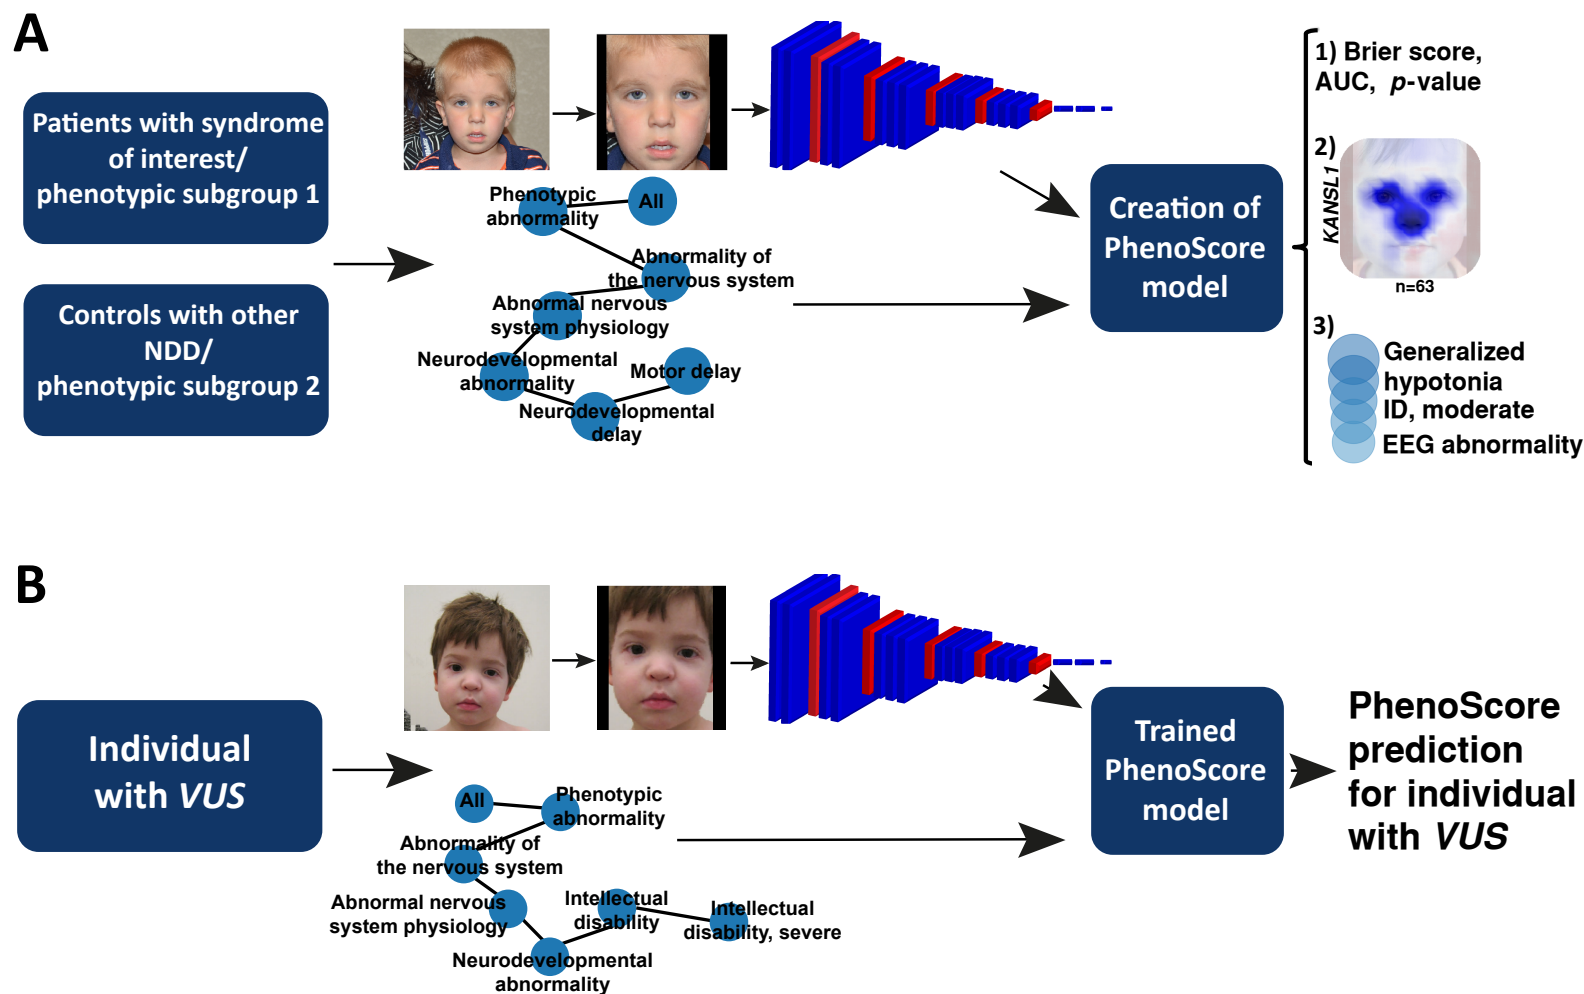 A
Patients with syndrome
of interest/
phenotypic subgroup 1
Controls with other
NDD/
phenotypic subgroup 2
Phenotypic
abnormality
All
Abnormality of
the nervous system
Abnormal nervous
system physiology
Neurodevelopmental
abnormality
Motor delay
Neurodevelopmental
delay
Creation of
PhenoScore
model
1) Brier score,
AUC, p-value
2)
KANSL1
n=63
3)
Generalized
hypotonia
ID, moderate
EEG abnormality
B
Individual
with VUS
All
Phenotypic
abnormality
Abnormality of
the nervous system
Abnormal nervous
system physiology
Intellectual
disability
Intellectual
disability, severe
Neurodevelopmental
abnormality
Trained
PhenoScore
model
PhenoScore
prediction
for individual
with VUS